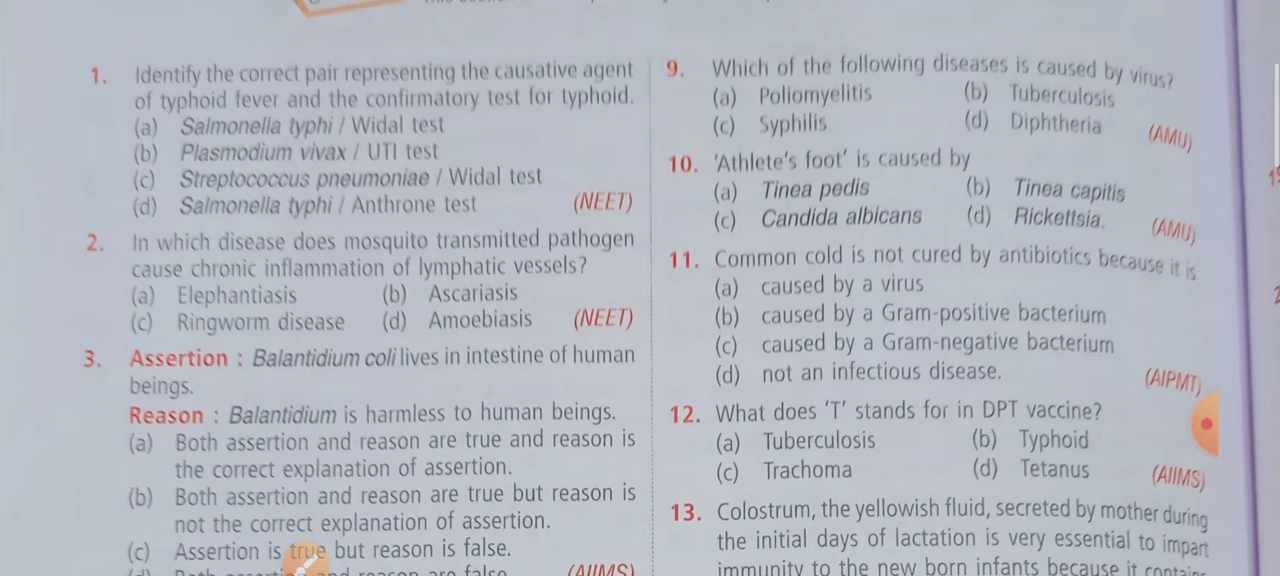 1. Identify the correct pair representing the causative agent
of typhoid fever and the confirmatory test for typhoid.
(a) Salmonella typhi / Widal test
(b) Plasmodium vivax / UTI test
(c) Streptococcus pneumoniae / Widal test
(d) Salmonella typhi / Anthrone test (NEET)
2. In which disease does mosquito transmitted pathogen
cause chronic inflammation of lymphatic vessels?
(a) Elephantiasis (b) Ascariasis
(c) Ringworm disease (d) Amoebiasis (NEET)
3. Assertion : Balantidium coli lives in intestine of human
beings.
Reason : Balantidium is harmless to human beings.
(a) Both assertion and reason are true and reason is
the correct explanation of assertion.
(b) Both assertion and reason are true but reason is
not the correct explanation of assertion.
(c) Assertion is true but reason is false.
(d) Both assertion and reason are false (AIIMS)
9. Which of the following diseases is caused by virus?
(a) Poliomyelitis (b) Tuberculosis
(c) Syphilis (d) Diphtheria (AMU)
10. 'Athlete's foot' is caused by
(a) Tinea pedis (b) Tinea capitis
(c) Candida albicans (d) Rickettsia. (AMU)
11. Common cold is not cured by antibiotics because it is
(a) caused by a virus
(b) caused by a Gram-positive bacterium
(c) caused by a Gram-negative bacterium
(d) not an infectious disease. (AIPMT)
12. What does 'T' stands for in DPT vaccine?
(a) Tuberculosis (b) Typhoid
(c) Trachoma (d) Tetanus (AIIMS)
13. Colostrum, the yellowish fluid, secreted by mother during
the initial days of lactation is very essential to impart
immunity to the new born infants because it contains